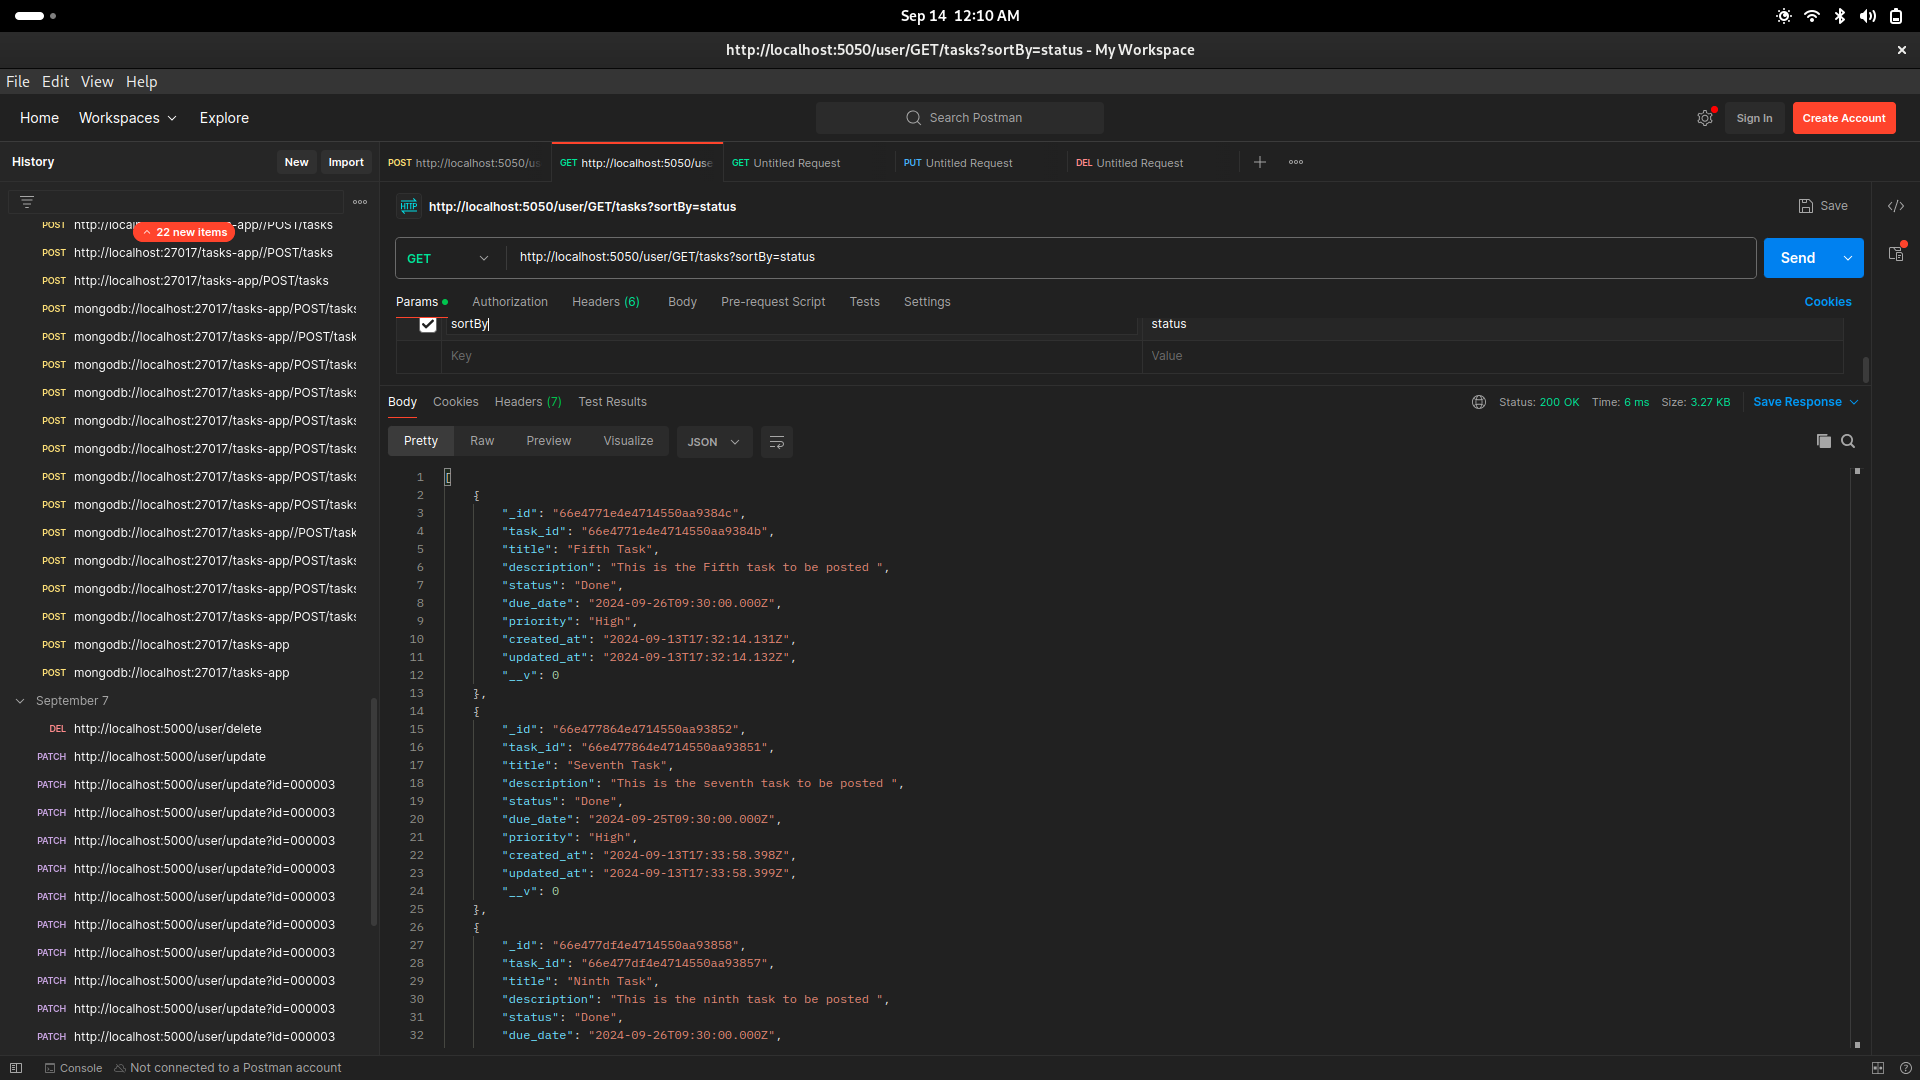 Sep 14 12:10 AM
http://localhost:5050/user/GET/tasks?sortBy=status - My Workspace
File Edit View Help
Home Workspaces Explore
Search Postman
Sign In Create Account
History New Import
POST http://localhost:5050/us
GET http://localhost:5050/use
GET Untitled Request
PUT Untitled Request
DEL Untitled Request
22 new items
POST http://local s-app//POST/tasks
POST http://localhost:27017/tasks-app//POST/tasks
POST http://localhost:27017/tasks-app/POST/tasks
POST mongodb://localhost:27017/tasks-app/POST/tasks
POST mongodb://localhost:27017/tasks-app//POST/task
POST mongodb://localhost:27017/tasks-app/POST/tasks
POST mongodb://localhost:27017/tasks-app/POST/tasks
POST mongodb://localhost:27017/tasks-app/POST/tasks
POST mongodb://localhost:27017/tasks-app/POST/tasks
POST mongodb://localhost:27017/tasks-app/POST/tasks
POST mongodb://localhost:27017/tasks-app/POST/tasks
POST mongodb://localhost:27017/tasks-app//POST/task
POST mongodb://localhost:27017/tasks-app/POST/tasks
POST mongodb://localhost:27017/tasks-app/POST/tasks
POST mongodb://localhost:27017/tasks-app/POST/tasks
POST mongodb://localhost:27017/tasks-app
POST mongodb://localhost:27017/tasks-app
September 7
DEL http://localhost:5000/user/delete
PATCH http://localhost:5000/user/update
PATCH http://localhost:5000/user/update?id=000003
PATCH http://localhost:5000/user/update?id=000003
PATCH http://localhost:5000/user/update?id=000003
PATCH http://localhost:5000/user/update?id=000003
PATCH http://localhost:5000/user/update?id=000003
PATCH http://localhost:5000/user/update?id=000003
PATCH http://localhost:5000/user/update?id=000003
PATCH http://localhost:5000/user/update?id=000003
PATCH http://localhost:5000/user/update?id=000003
PATCH http://localhost:5000/user/update?id=000003
HTTP http://localhost:5050/user/GET/tasks?sortBy=status
Save
GET http://localhost:5050/user/GET/tasks?sortBy=status
Send
Params Authorization Headers (6) Body Pre-request Script Tests Settings
Cookies
sortBy status
Key Value
Body Cookies Headers (7) Test Results
Status: 200 OK Time: 6 ms Size: 3.27 KB Save Response
Pretty Raw Preview Visualize JSON
1 [
2 {
3 "_id": "66e4771e4e4714550aa9384c",
4 "task_id": "66e4771e4e4714550aa9384b",
5 "title": "Fifth Task",
6 "description": "This is the Fifth task to be posted ",
7 "status": "Done",
8 "due_date": "2024-09-26T09:30:00.000Z",
9 "priority": "High",
10 "created_at": "2024-09-13T17:32:14.131Z",
11 "updated_at": "2024-09-13T17:32:14.132Z",
12 "__v": 0
13 },
14 {
15 "_id": "66e477864e4714550aa93852",
16 "task_id": "66e477864e4714550aa93851",
17 "title": "Seventh Task",
18 "description": "This is the seventh task to be posted ",
19 "status": "Done",
20 "due_date": "2024-09-25T09:30:00.000Z",
21 "priority": "High",
22 "created_at": "2024-09-13T17:33:58.398Z",
23 "updated_at": "2024-09-13T17:33:58.399Z",
24 "__v": 0
25 },
26 {
27 "_id": "66e477df4e4714550aa93858",
28 "task_id": "66e477df4e4714550aa93857",
29 "title": "Ninth Task",
30 "description": "This is the ninth task to be posted ",
31 "status": "Done",
32 "due_date": "2024-09-26T09:30:00.000Z",
Console Not connected to a Postman account